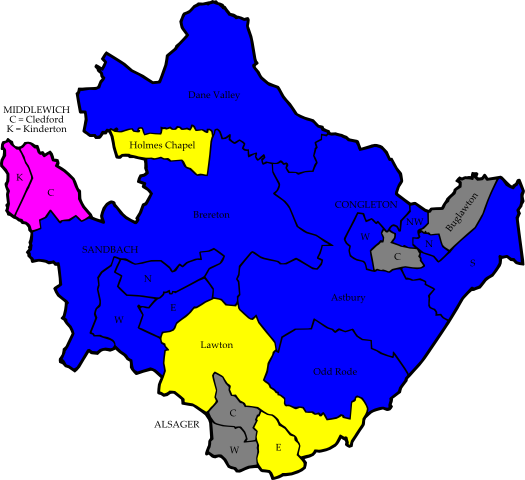 Dane Valley
MIDDLEWICH
C = Cledford
K = Kinderton
Holmes Chapel
K
C
Buglawton
CONGLETON
Brereton
NW
W
N
SANDBACH
C
S
N
Astbury
E
W
Lawton
Odd Rode
C
ALSAGER
E
W